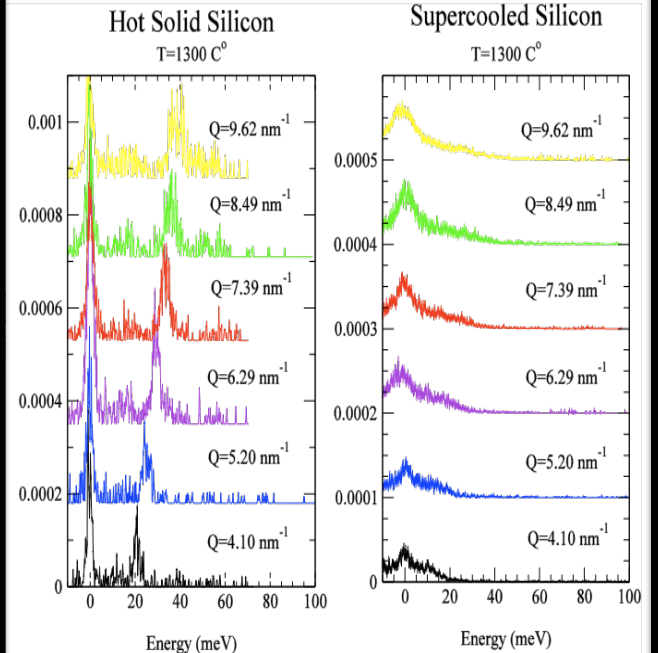 Hot Solid Silicon
T=1300 C°
0.001
0.0008
0.0006
0.0004
0.0002
0
Q=9.62 nm⁻¹
Q=8.49 nm⁻¹
Q=7.39 nm⁻¹
Q=6.29 nm⁻¹
Q=5.20 nm⁻¹
Q=4.10 nm⁻¹
0 20 40 60 80 100
Energy (meV)
Supercooled Silicon
T=1300 C°
0.0005
0.0004
0.0003
0.0002
0.0001
0
Q=9.62 nm⁻¹
Q=8.49 nm⁻¹
Q=7.39 nm⁻¹
Q=6.29 nm⁻¹
Q=5.20 nm⁻¹
Q=4.10 nm⁻¹
0 20 40 60 80 100
Energy (meV)